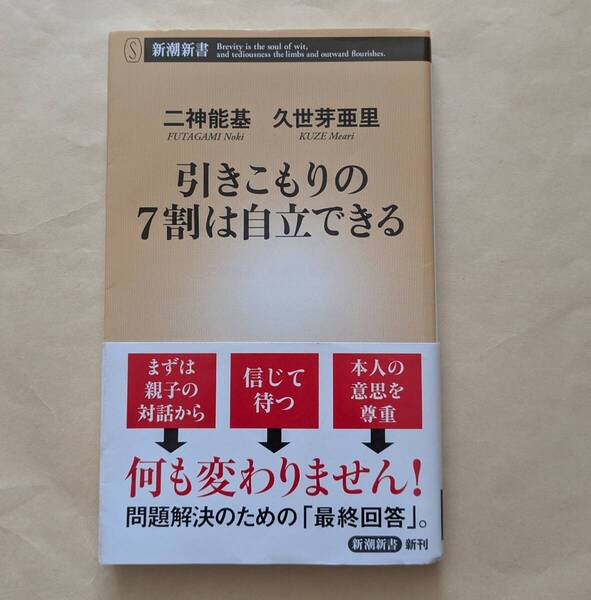 S 新潮新書 Brevity is the soul of wit,
and tediousness the limbs and outward flourishes.
二神能基 久世芽亜里
FUTAGAMI Noki KUZE Meari
引きこもりの
7割は自立できる
まずは
親子の
対話から
信じて
待つ
本人の
意思を
尊重
何も変わりません!
問題解決のための「最終回答」。
新潮新書 新刊